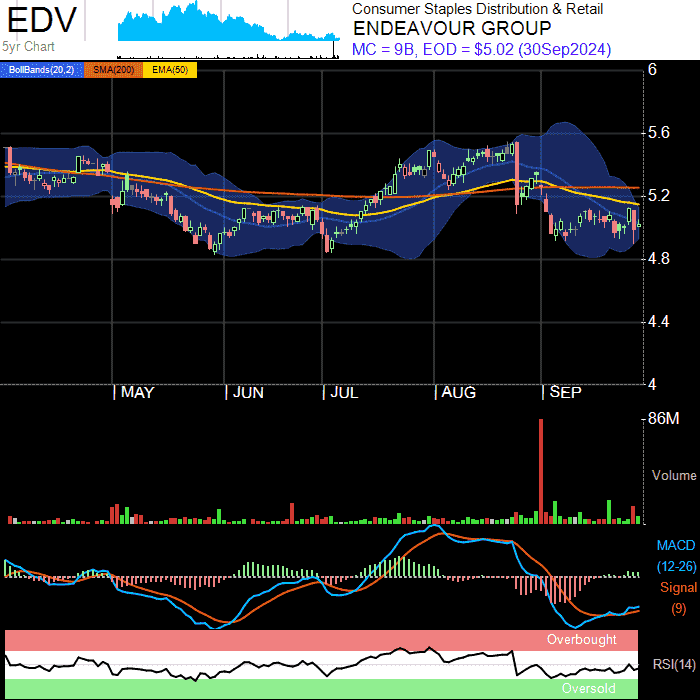 EDV
5yr Chart
Consumer Staples Distribution & Retail
ENDEAVOUR GROUP
MC = 9B, EOD = $5.02 (30Sep2024)
BollBands(20,2) SMA(200) EMA(50)
6
5.6
5.2
4.8
4.4
4
MAY JUN JUL AUG SEP
86M
Volume
MACD
(12-26)
Signal
(9)
Overbought
RSI(14)
Oversold